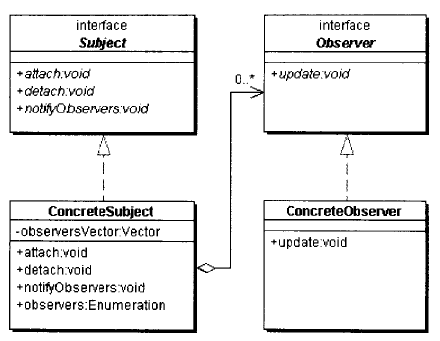 interface
Subject
+attach:void
+detach:void
+notifyObservers:void
interface
Observer
+update:void
0..*
ConcreteSubject
-observersVector:Vector
+attach:void
+detach:void
+notifyObservers:void
+observers:Enumeration
ConcreteObserver
+update:void